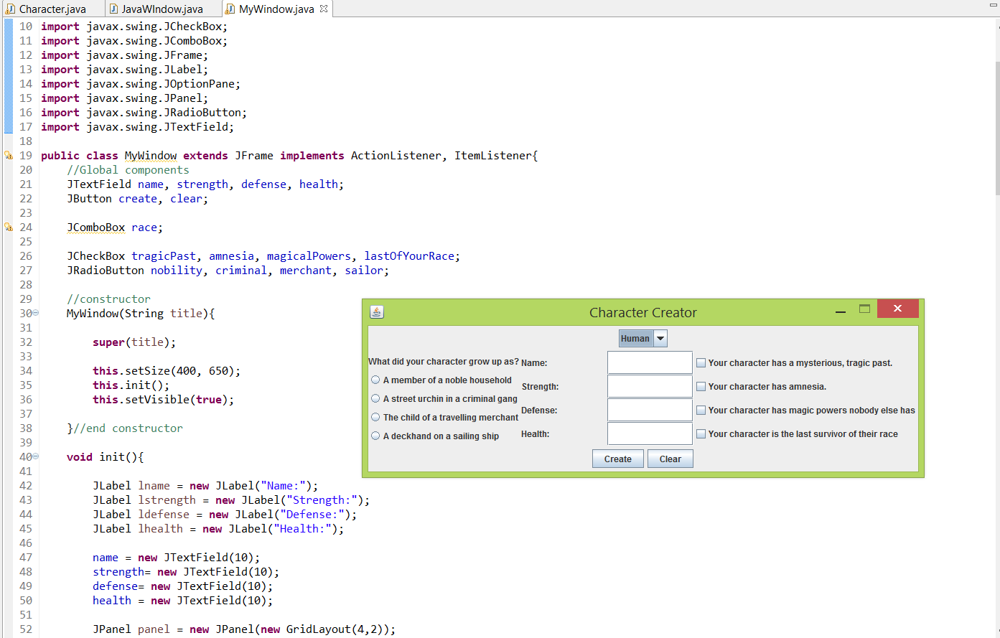 Character.java JavaWIndow.java MyWindow.java
10 import javax.swing.JCheckBox;
11 import javax.swing.JComboBox;
12 import javax.swing.JFrame;
13 import javax.swing.JLabel;
14 import javax.swing.JOptionPane;
15 import javax.swing.JPanel;
16 import javax.swing.JRadioButton;
17 import javax.swing.JTextField;
18
19 public class MyWindow extends JFrame implements ActionListener, ItemListener{
20 //Global components
21 JTextField name, strength, defense, health;
22 JButton create, clear;
23
24 JComboBox race;
25
26 JCheckBox tragicPast, amnesia, magicalPowers, lastOfYourRace;
27 JRadioButton nobility, criminal, merchant, sailor;
28
29 //constructor
30 MyWindow(String title){
31
32 super(title);
33
34 this.setSize(400, 650);
35 this.init();
36 this.setVisible(true);
37
38 }//end constructor
39
40 void init(){
41
42 JLabel lname = new JLabel("Name:");
43 JLabel lstrength = new JLabel("Strength:");
44 JLabel ldefense = new JLabel("Defense:");
45 JLabel lhealth = new JLabel("Health:");
46
47 name = new JTextField(10);
48 strength= new JTextField(10);
49 defense= new JTextField(10);
50 health = new JTextField(10);
51
52 JPanel panel = new JPanel(new GridLayout(4,2));
Character Creator
Human
What did your character grow up as?
A member of a noble household
A street urchin in a criminal gang
The child of a travelling merchant
A deckhand on a sailing ship
Name:
Strength:
Defense:
Health:
Your character has a mysterious, tragic past.
Your character has amnesia.
Your character has magic powers nobody else has
Your character is the last survivor of their race
Create Clear